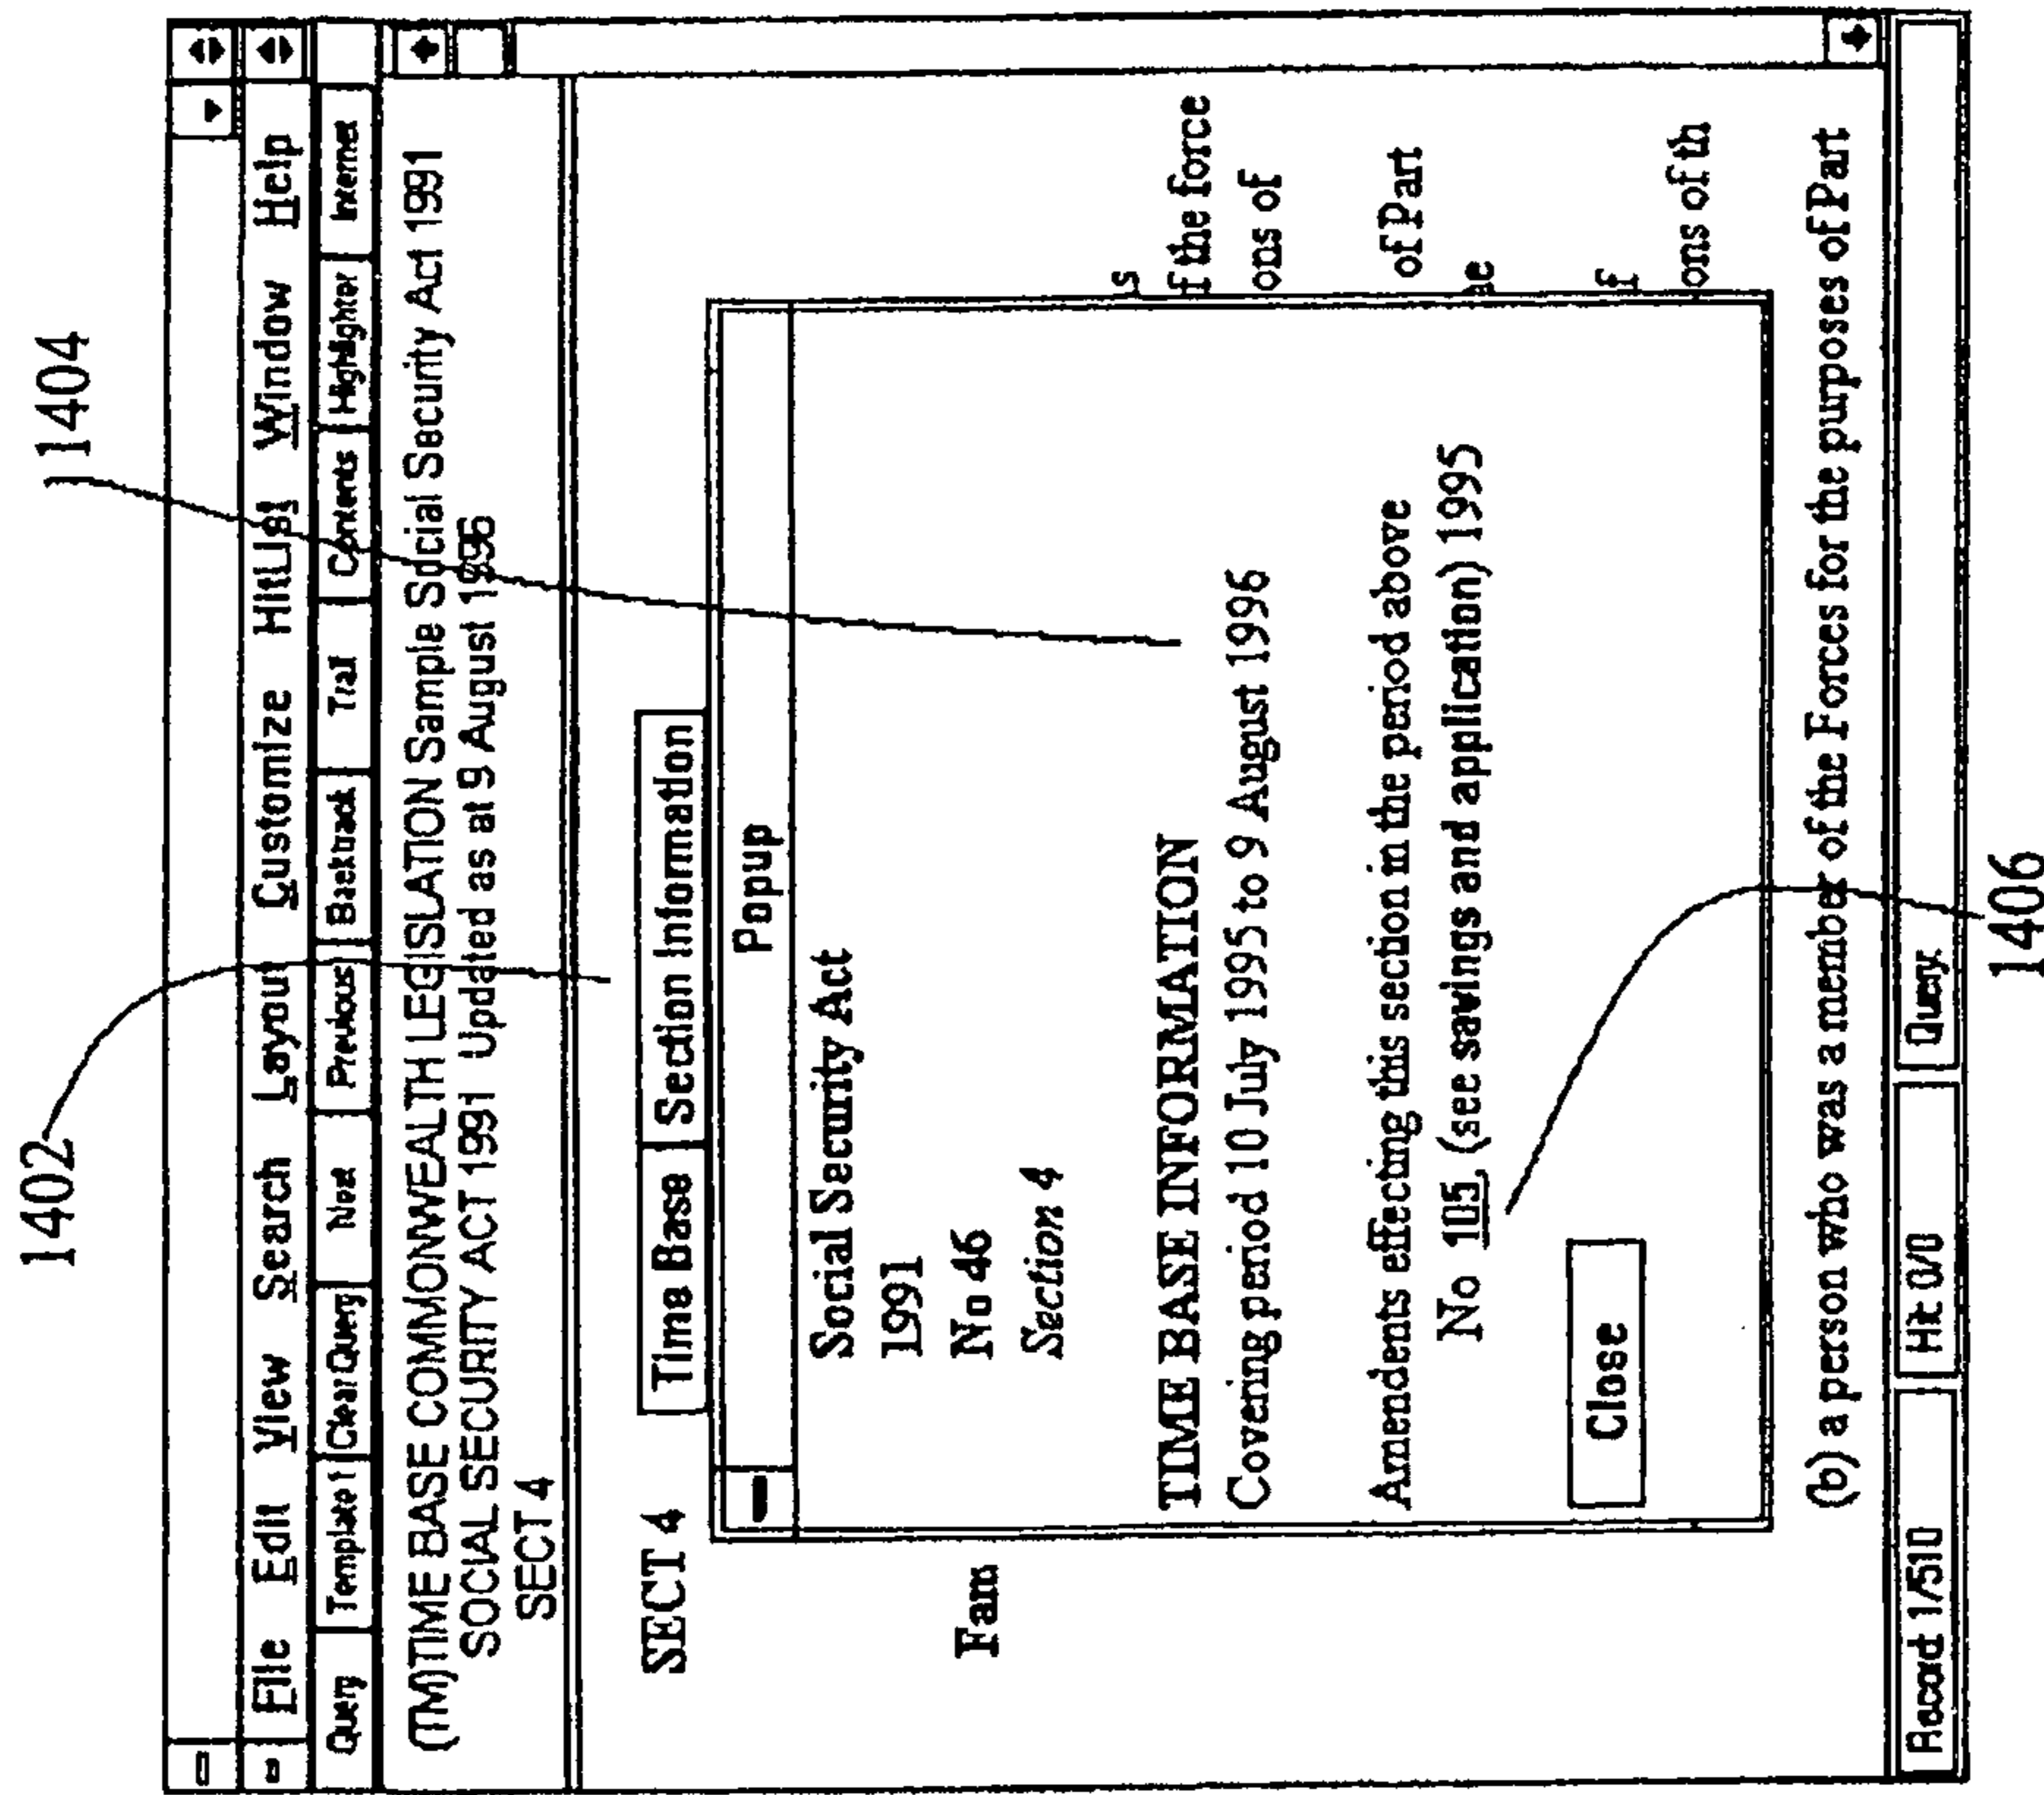 1402
1404
File Edit View Search Layout Customize HitList Window Help
Query Template 1 Clear Query Next Previous Backtrack Trail Contents Highlighter Internet
(TM)TIME BASE COMMONWEALTH LEGISLATION Sample Social Security Act 1991
SOCIAL SECURITY ACT 1991 Updated as at 9 August 1996
SECT 4
SECT 4 Time Base Section Information
Popup
Social Security Act
1991
No 46
Fam
Section 4
s
TIME BASE INFORMATION
f the force
Covering period 10 July 1995 to 9 August 1996
ons of
Amendents effecting this section in the period above
of Part
No 105, (see savings and application) 1995
ae
Close
f
ons of th
(b) a person who was a member of the Forces for the purposes of Part
Record 1/510 Hit 0/0 Query:
1406